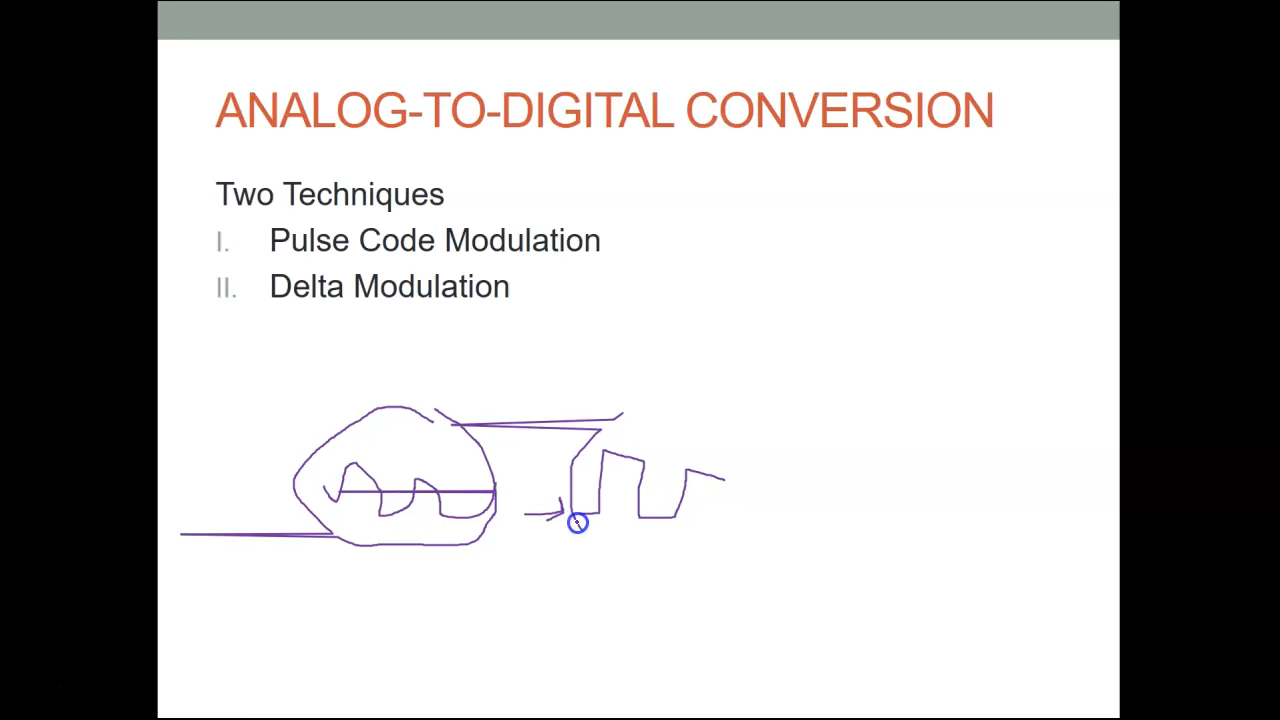 ANALOG-TO-DIGITAL CONVERSION
Two Techniques
I. Pulse Code Modulation
II. Delta Modulation